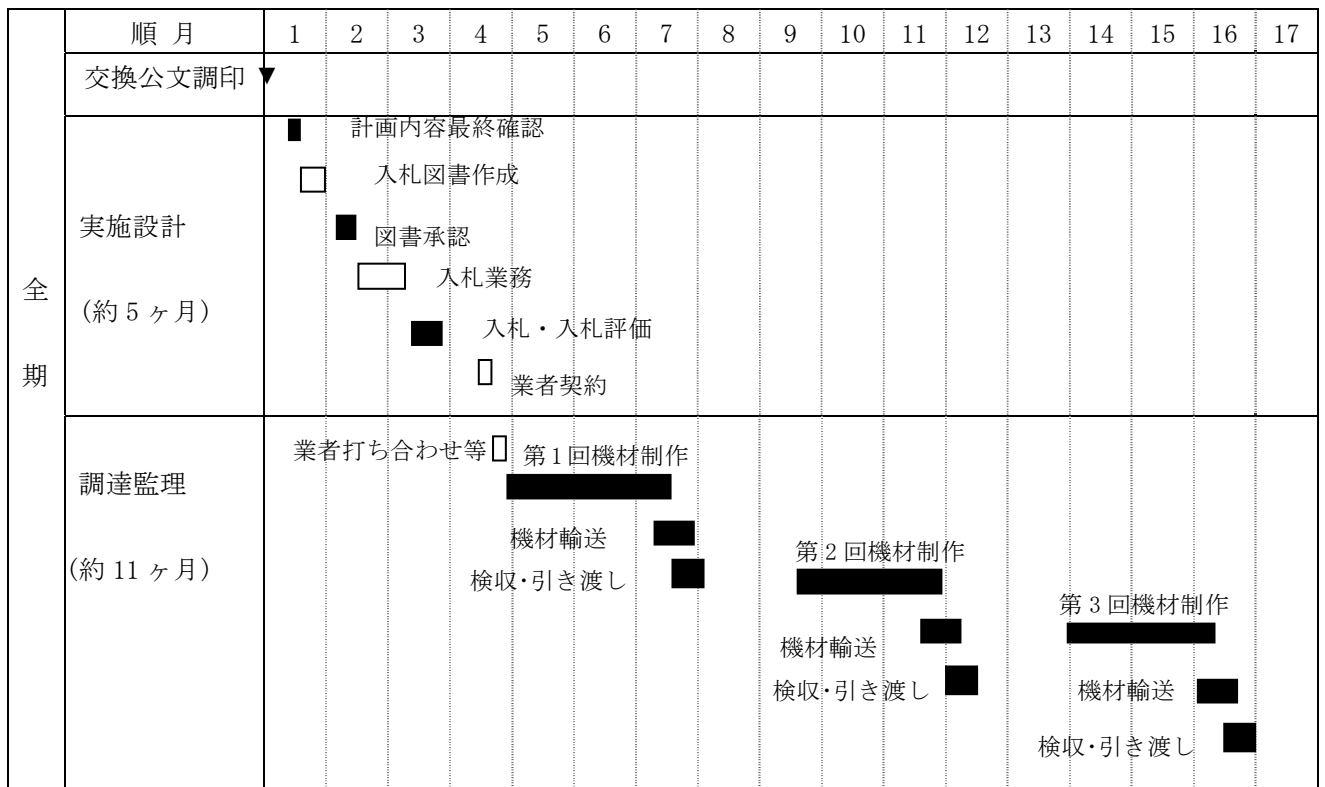 順 月 1 2 3 4 5 6 7 8 9 10 11 12 13 14 15 16 17
交換公文調印 ▼
全期
実施設計
(約 5 ヶ月)
計画内容最終確認
入札図書作成
図書承認
入札業務
入札・入札評価
業者契約
調達監理
(約 11 ヶ月)
業者打ち合わせ等
第1回機材制作
機材輸送
検収・引き渡し
第2回機材制作
機材輸送
検収・引き渡し
第3回機材制作
機材輸送
検収・引き渡し